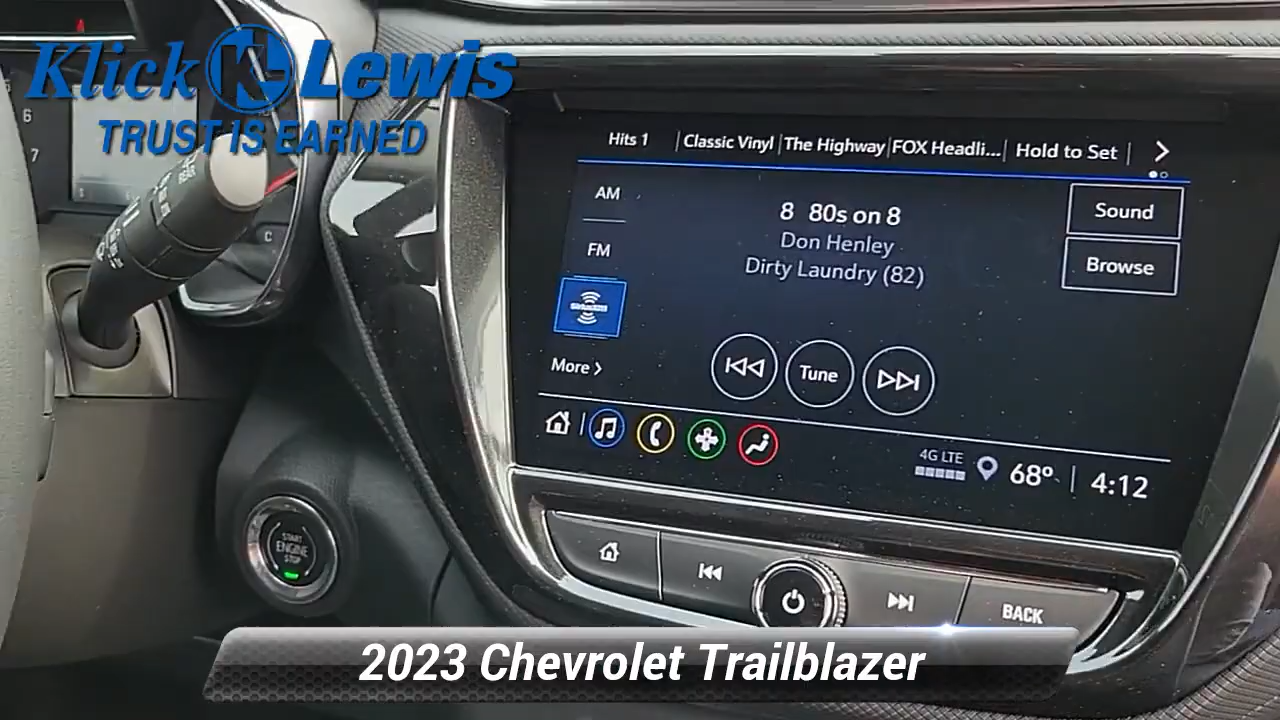 Klick Lewis
TRUST IS EARNED
6
7
C
Hits 1 Classic Vinyl The Highway FOX Headli... Hold to Set
AM
FM
More
8 80s on 8
Don Henley
Dirty Laundry (82)
Sound
Browse
Tune
4G LTE
68° 4:12
START
ENGINE
STOP
BACK
2023 Chevrolet Trailblazer